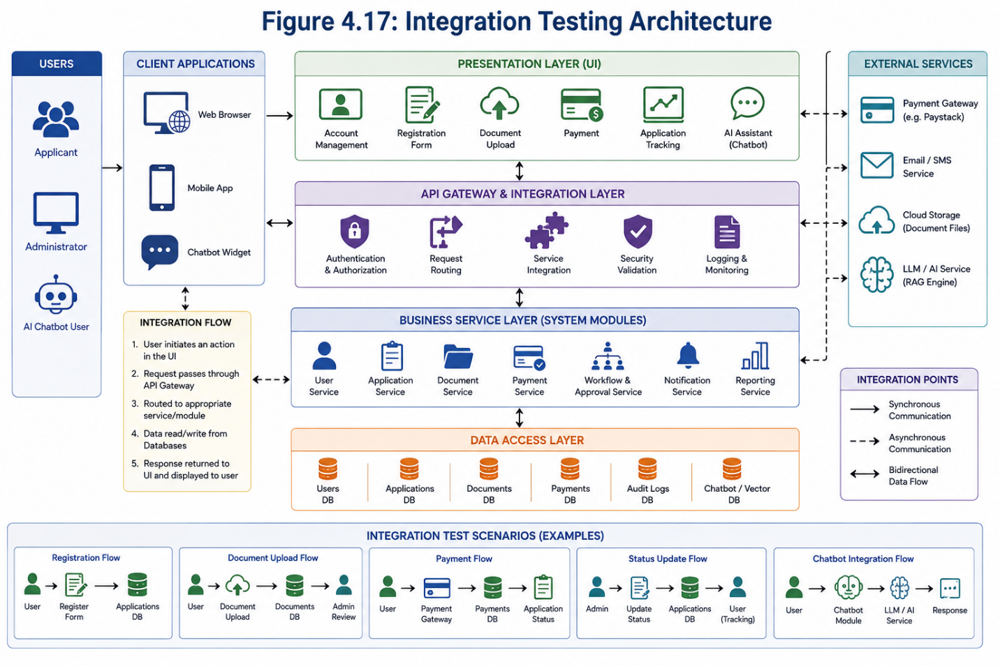 Figure 4.17: Integration Testing Architecture
USERS
Applicant
Administrator
AI Chatbot User
CLIENT APPLICATIONS
Web Browser
Mobile App
Chatbot Widget
PRESENTATION LAYER (UI)
Account
Management
Registration
Form
Document
Upload
$
Payment
Application
Tracking
AI Assistant
(Chatbot)
API GATEWAY & INTEGRATION LAYER
Authentication
& Authorization
Request
Routing
Service
Integration
Security
Validation
Logging &
Monitoring
BUSINESS SERVICE LAYER (SYSTEM MODULES)
User
Service
Application
Service
Document
Service
Payment
Service
Workflow &
Approval Service
Notification
Service
Reporting
Service
DATA ACCESS LAYER
Users
DB
Applications
DB
Documents
DB
Payments
DB
Audit Logs
DB
Chatbot / Vector
DB
EXTERNAL SERVICES
Payment Gateway
(e.g. Paystack)
Email / SMS
Service
Cloud Storage
(Document Files)
LLM / AI Service
(RAG Engine)
INTEGRATION FLOW
1. User initiates an action
in the UI
2. Request passes through
API Gateway
3. Routed to appropriate
service/module
4. Data read/write from
Databases
5. Response returned to
UI and displayed to user
INTEGRATION POINTS
Synchronous
Communication
Asynchronous
Communication
Bidirectional
Data Flow
INTEGRATION TEST SCENARIOS (EXAMPLES)
Registration Flow
User
Register
Form
Applications
DB
Document Upload Flow
User
Document
Upload
Documents
DB
Admin
Review
Payment Flow
User
Payment
Gateway
Payments
DB
Application
Status
Status Update Flow
Admin
Update
Status
Applications
DB
User
(Tracking)
Chatbot Integration Flow
User
Chatbot
Module
LLM / AI
Service
Response